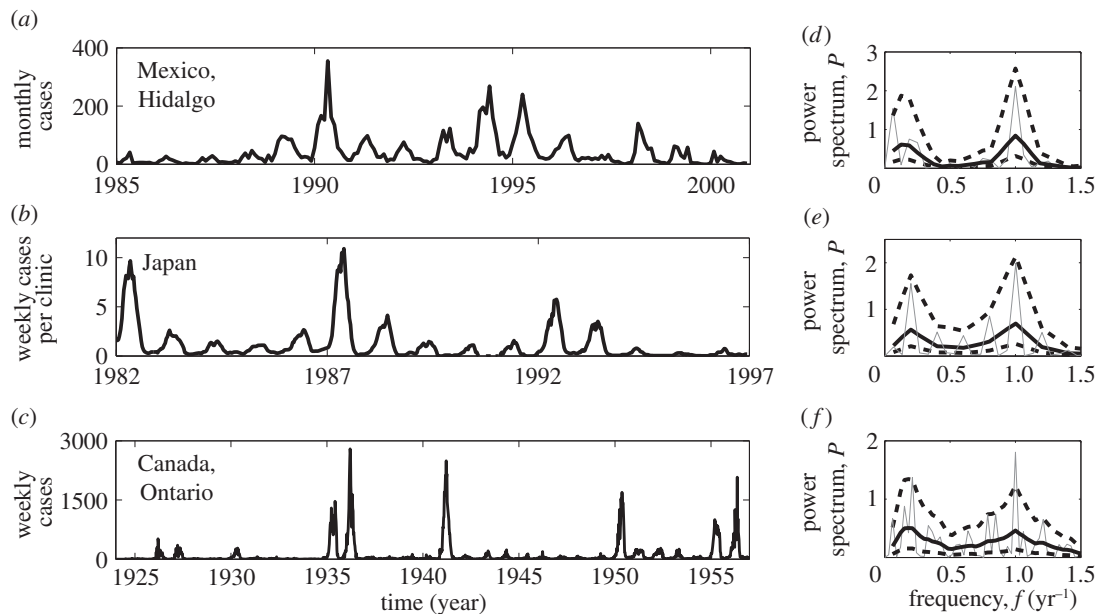 (a)
400
200
0
monthly
cases
Mexico,
Hidalgo
1985 1990 1995 2000
(d)
3
2
1
power
spectrum, P
0 0.5 1.0 1.5
(b)
10
5
0
weekly cases
per clinic
Japan
1982 1987 1992 1997
(e)
2
1
power
spectrum, P
0 0.5 1.0 1.5
(c)
3000
1500
0
weekly
cases
Canada,
Ontario
1925 1930 1935 1940 1945 1950 1955
time (year)
(f)
2
1
power
spectrum, P
0 0.5 1.0 1.5
frequency, f (yr⁻¹)